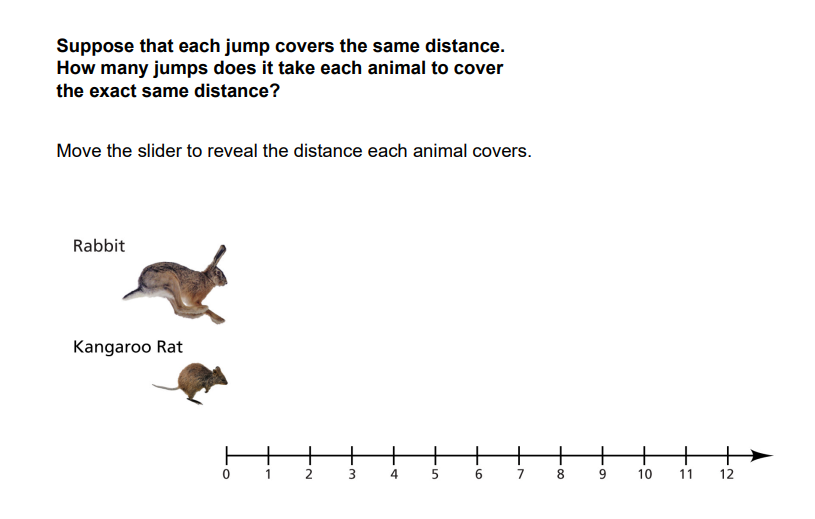 Suppose that each jump covers the same distance.
How many jumps does it take each animal to cover
the exact same distance?
Move the slider to reveal the distance each animal covers.
Rabbit
Kangaroo Rat
0 1 2 3 4 5 6 7 8 9 10 11 12